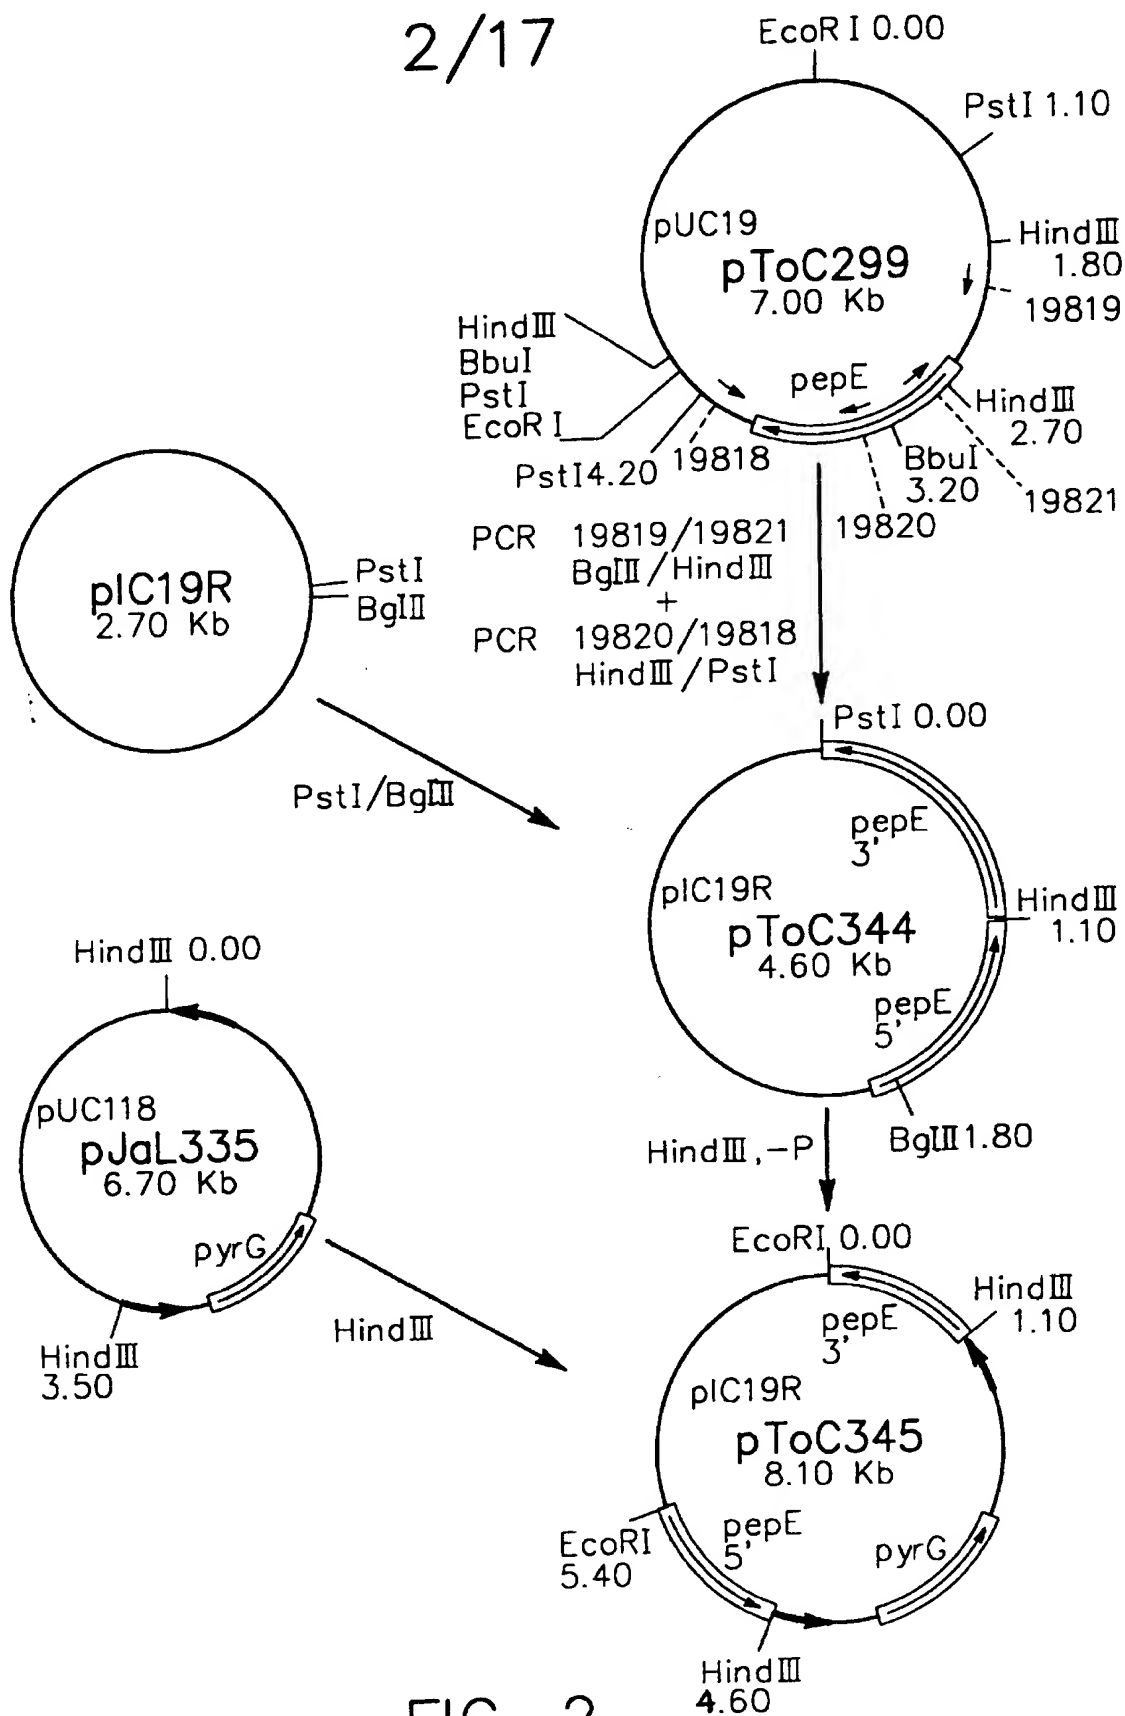 2/17
EcoR I 0.00
PstI 1.10
HindⅢ
1.80
19819
pUC19
pToC299
7.00 Kb
HindⅢ
BbuI
PstI
EcoR I
pepE
HindⅢ
2.70
PstI4.20
19818
BbuI
3.20
19821
19820
PCR 19819/19821
BglⅡ/HindⅢ
+
PCR 19820/19818
HindⅢ/PstI
pIC19R
2.70 Kb
PstI
BglⅡ
PstI/BglⅡ
PstI 0.00
pepE
3'
pIC19R
pToC344
4.60 Kb
HindⅢ
1.10
pepE
5'
BglⅡ1.80
HindⅢ 0.00
pUC118
pJaL335
6.70 Kb
pyrG
HindⅢ
3.50
HindⅢ,-P
HindⅢ
EcoRI 0.00
HindⅢ
1.10
pepE
3'
pIC19R
pToC345
8.10 Kb
EcoRI
5.40
pepE
5'
pyrG
HindⅢ
4.60
FIG. 2